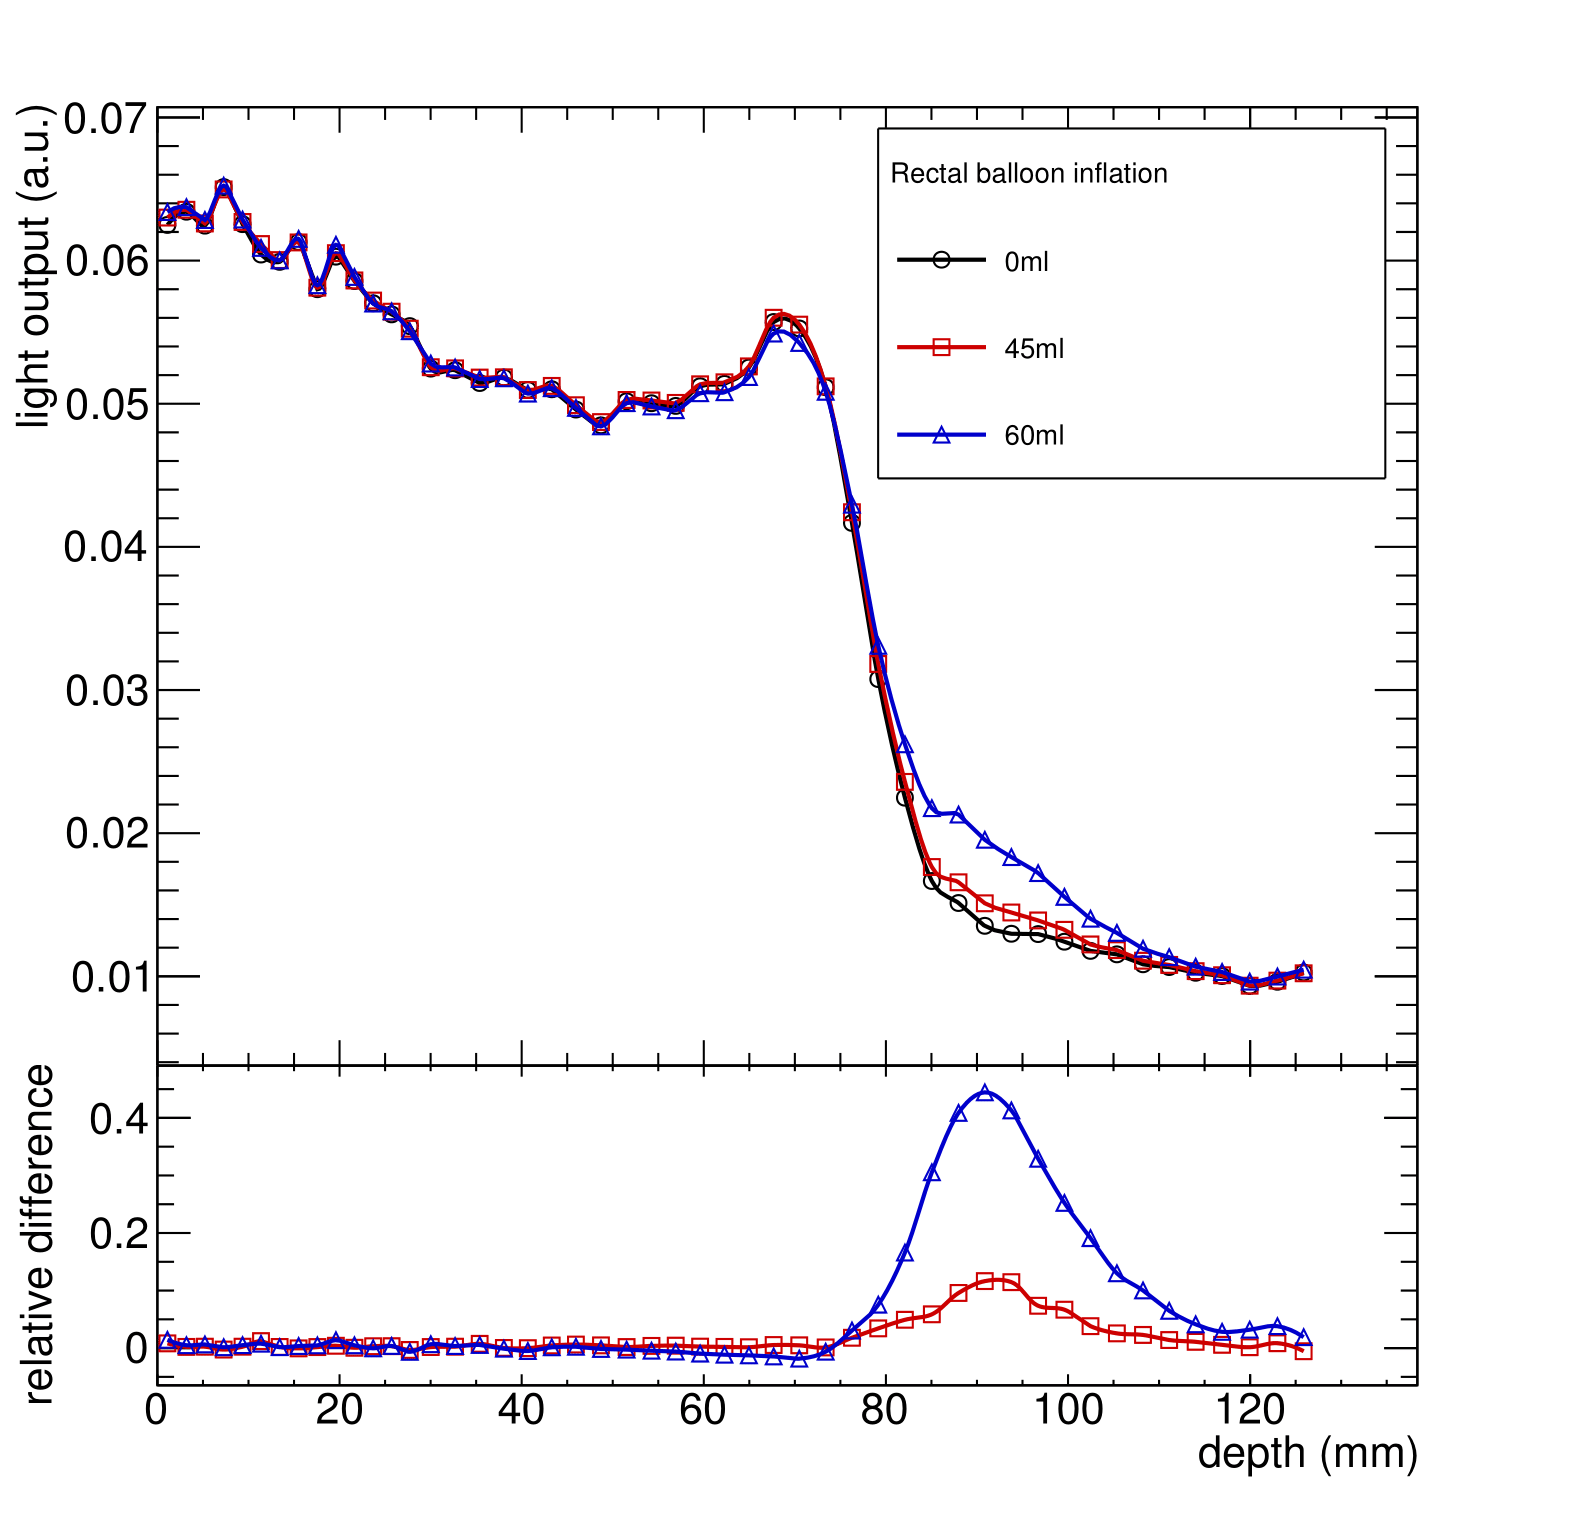 light output (a.u.)
0.07
0.06
0.05
0.04
0.03
0.02
0.01
Rectal balloon inflation
0ml
45ml
60ml
relative difference
0.4
0.2
0
0 20 40 60 80 100 120
depth (mm)